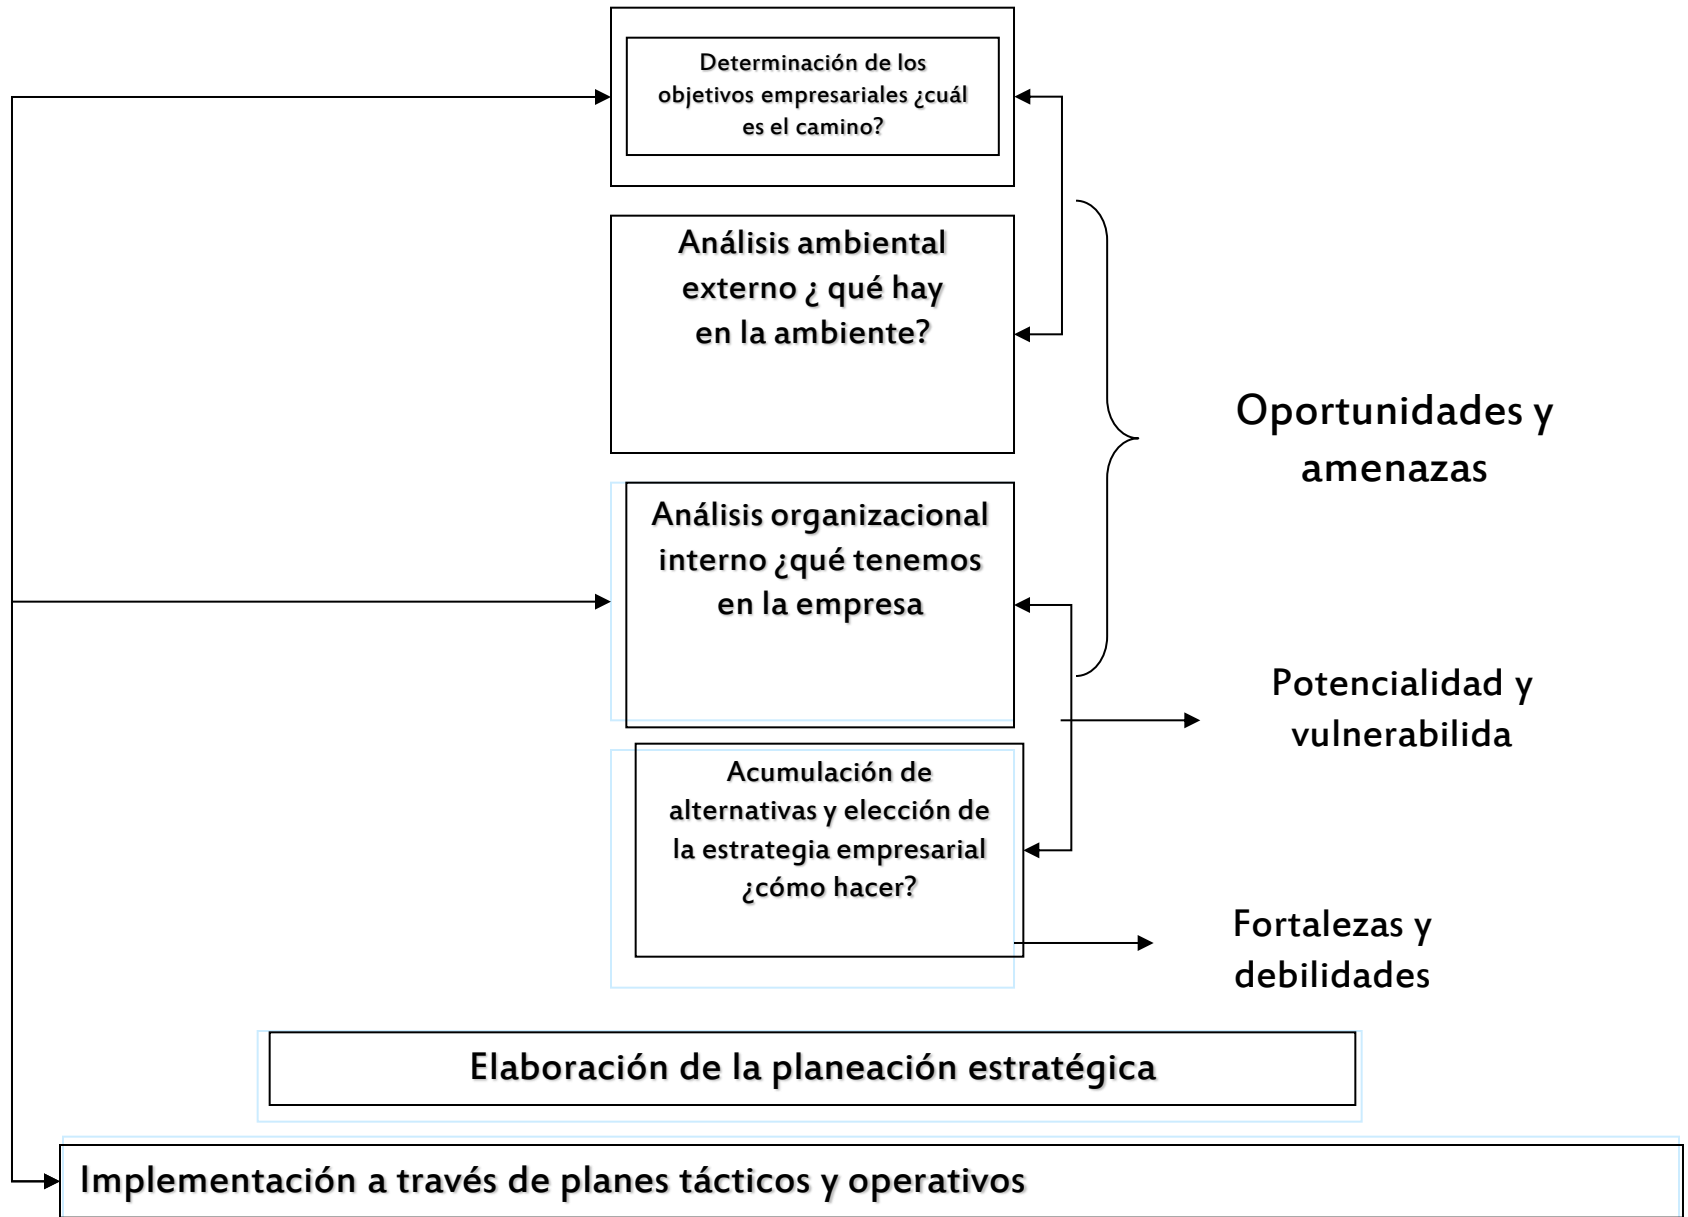 Determinación de los
objetivos empresariales ¿cuál
es el camino?
Análisis ambiental
externo ¿ qué hay
en la ambiente?
Oportunidades y
amenazas
Análisis organizacional
interno ¿qué tenemos
en la empresa
Potencialidad y
vulnerabilida
Acumulación de
alternativas y elección de
la estrategia empresarial
¿cómo hacer?
Fortalezas y
debilidades
Elaboración de la planeación estratégica
Implementación a través de planes tácticos y operativos